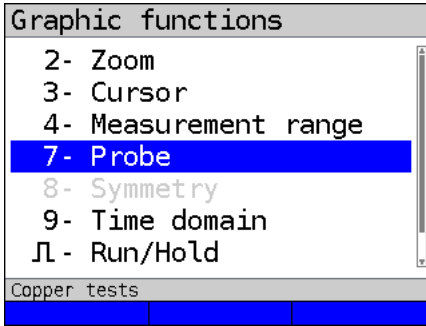 Graphic functions
2- Zoom
3- Cursor
4- Measurement range
7- Probe
8- Symmetry
9- Time domain
⎍- Run/Hold
Copper tests